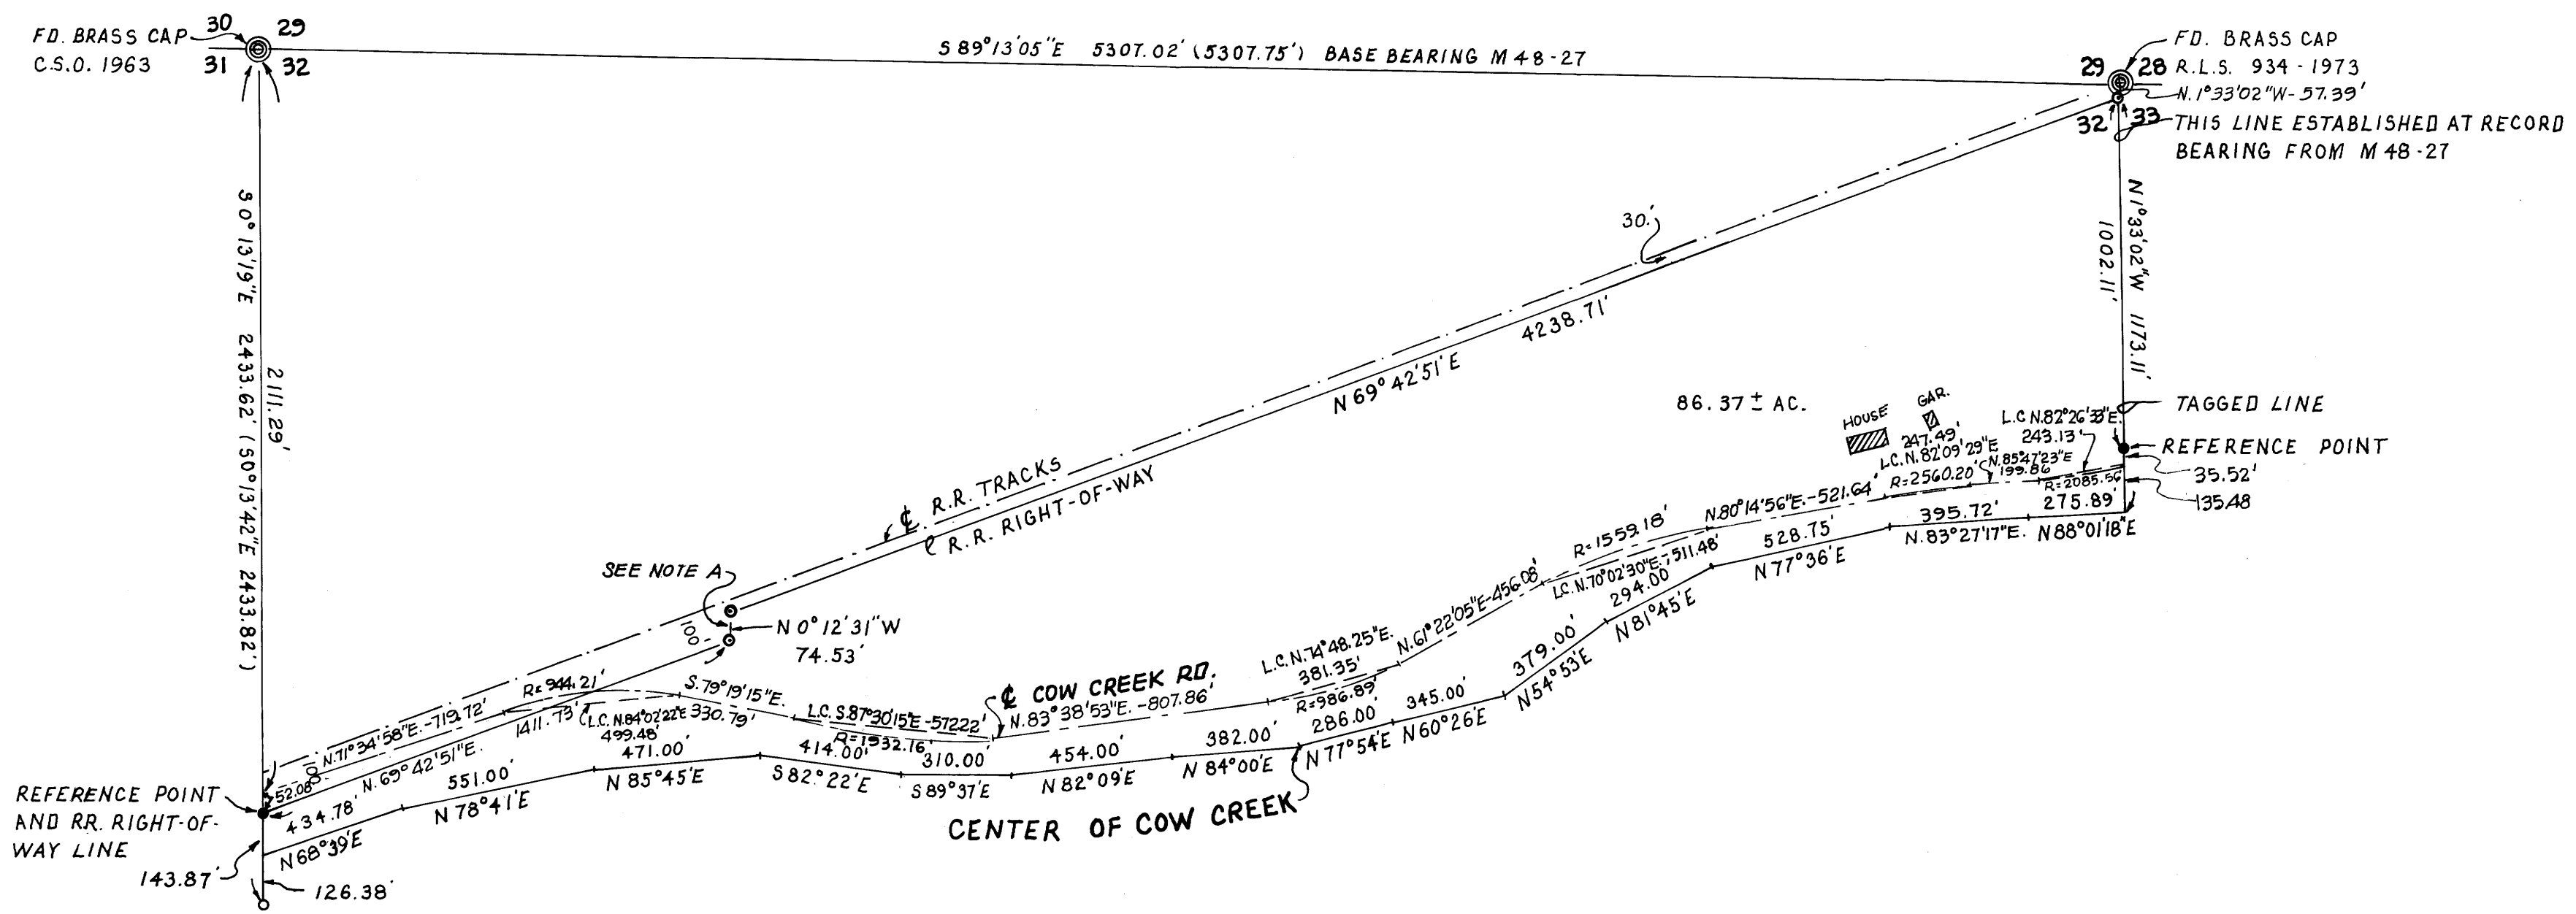 30 29
FD. BRASS CAP
C.S.O. 1963
31 32
S 89°13'05"E 5307.02' (5307.75') BASE BEARING M 48-27
FD. BRASS CAP
29 28 R.L.S. 934 - 1973
N.1°33'02"W-57.39'
32 33
THIS LINE ESTABLISHED AT RECORD
BEARING FROM M 48-27
S 0°13'19"E 2433.62' (S0°13'42"E 2433.82')
2111.29'
30.'
N1°33'02"W 1173.11'
1002.11'
4238.71'
N 69°42'51'E
86.37 ± AC.
HOUSE
GAR.
TAGGED LINE
REFERENCE POINT
35.52'
135.48
L.C N.82°26'33"E.
243.13'
247.49'
L.C.N.82°09'29"E
N.85°47'23"E
199.86
R=2560.20'
R=2085.56'
275.89'
N88°01'18"E
395.72'
N.83°27'17"E.
N.80°14'56"E.-521.64'
528.75'
N77°36'E
R=1559.18'
L.C.N.70°02'30"E.-511.48'
294.00'
N81°45'E
N.61°22'05"E-456.08'
379.00'
N54°53'E
℄ R.R. TRACKS
R.R. RIGHT-OF-WAY
SEE NOTE A
N 0°12'31"W
74.53'
100'
℄ COW CREEK RD.
L.C.N.74°48.25"E.
381.35'
R=986.89'
345.00'
N60°26'E
286.00'
N77°54'E
N.83°38'53"E.-807.86'
382.00'
N 84°00'E
454.00'
N 82°09'E
L.C.S.87°30'15"E-572.22'
R=1932.16'
310.00'
S89°37'E
S.79°19'15"E.
330.79'
414.00'
S82.°22'E
R=944.21'
L.C.N.84°02'22"E
499.48'
471.00'
N 85°45'E
1411.73'
N.71°34'58"E.-719.72'
N.69°42'51"E.
551.00'
N 78°41'E
52.08'
434.78'
N68°39'E
REFERENCE POINT
AND RR. RIGHT-OF-
WAY LINE
143.87'
126.38'
CENTER OF COW CREEK